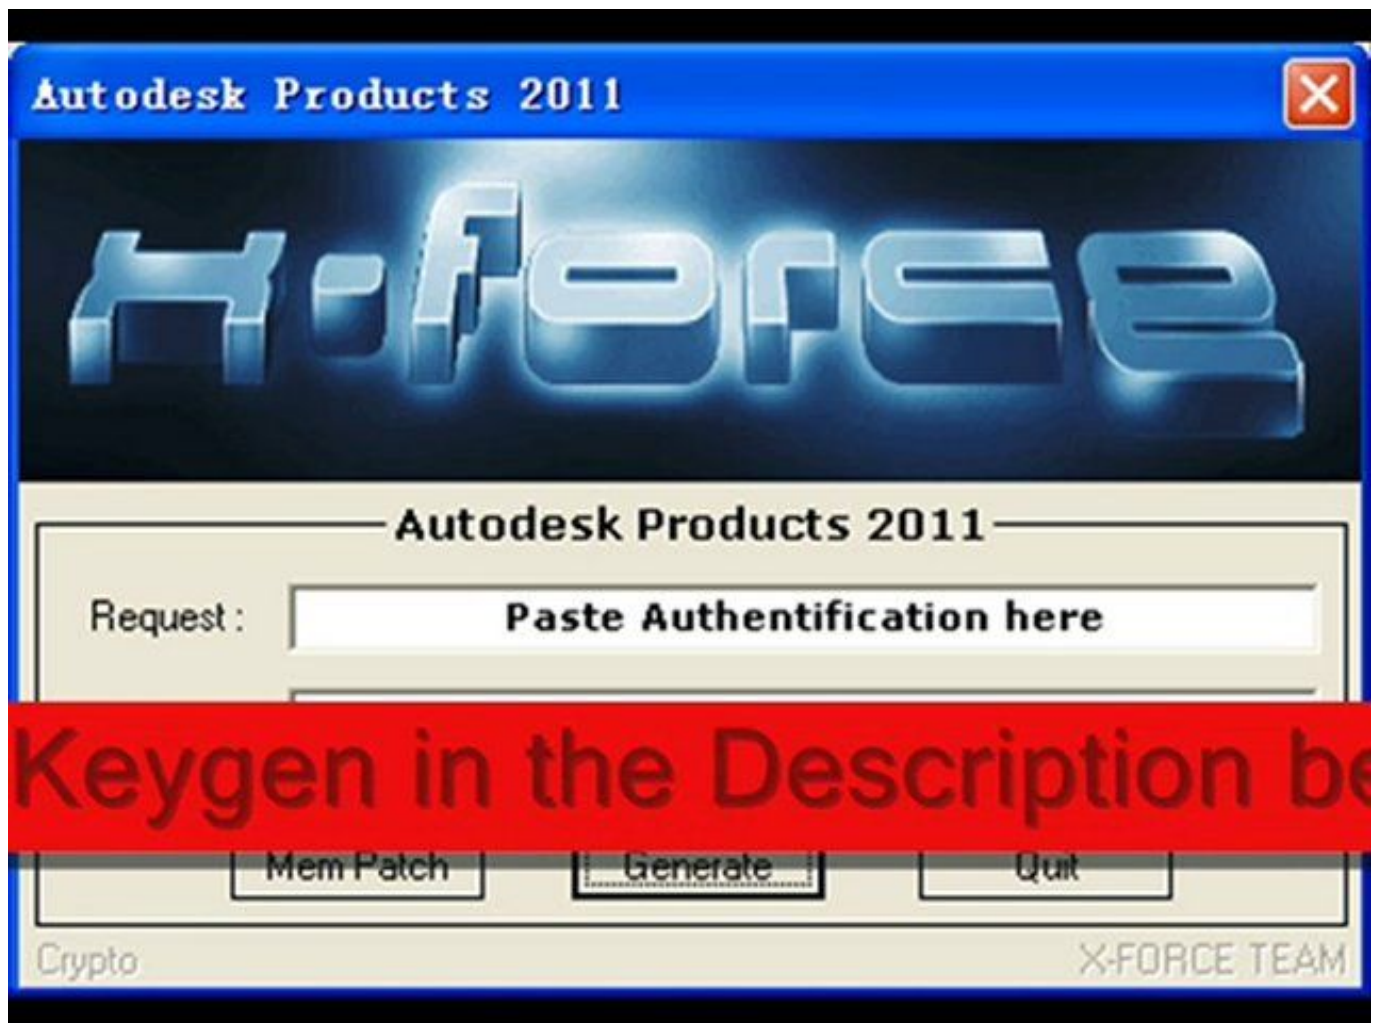 Autodesk Products 2011
x-force
Autodesk Products 2011
Request :
Paste Authentification here
Keygen in the Description be
Mem Patch
Generate
Quit
Crypto
X-FORCE TEAM